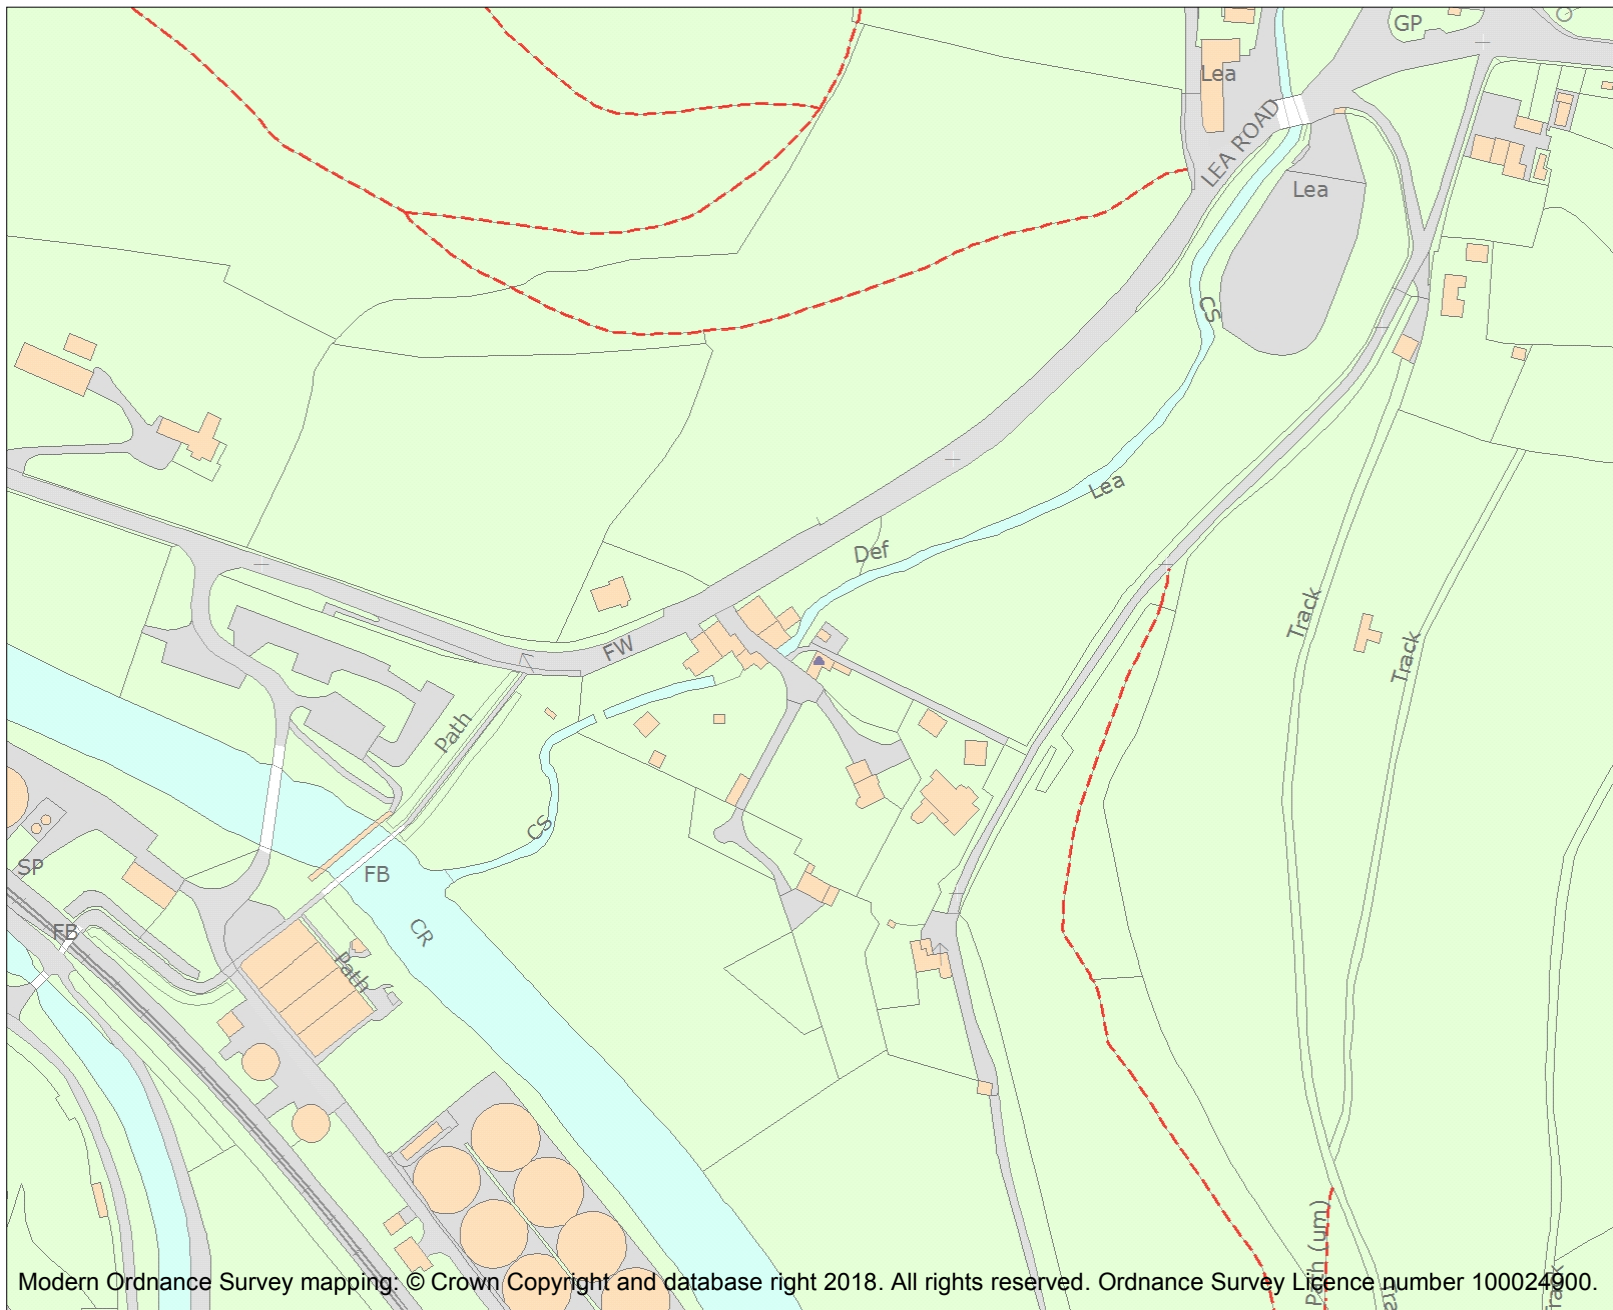 GP
Lea
LEA ROAD
Lea
CS
Lea
Def
Track
Track
FW
Path
CS
FB
SP
CR
FB
Path
Path (um)
Modern Ordnance Survey mapping: © Crown Copyright and database right 2018. All rights reserved. Ordnance Survey Licence number 100024900.